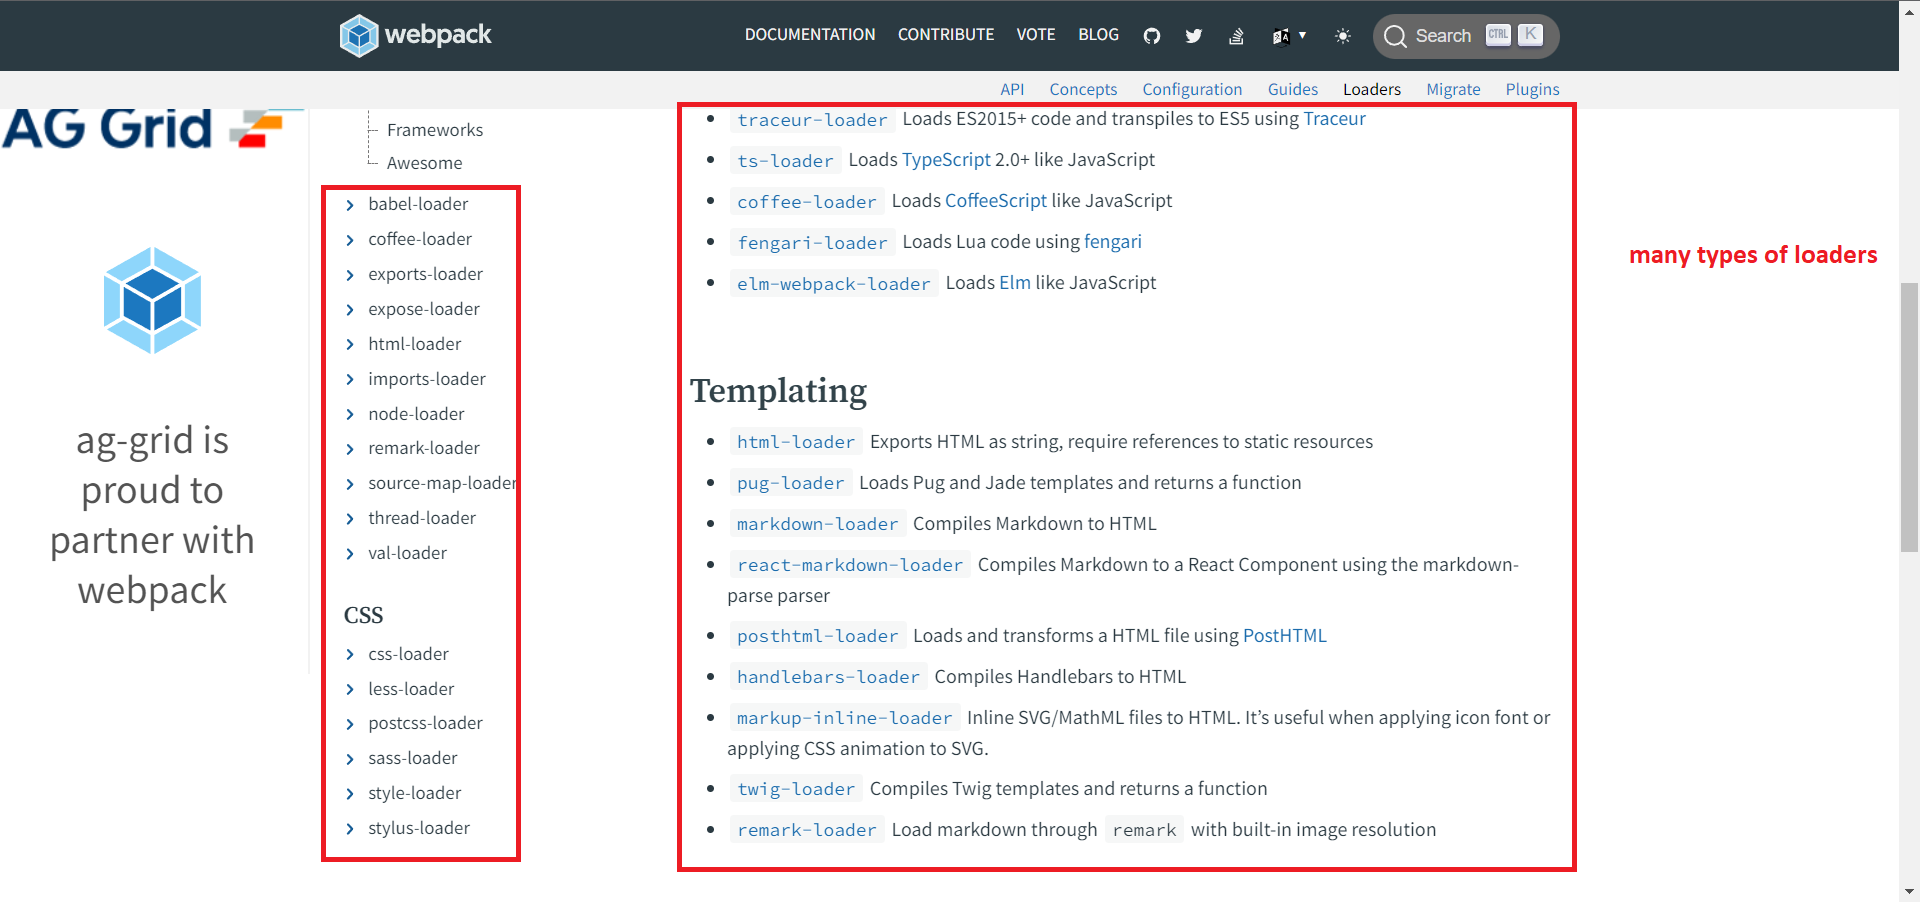 webpack
DOCUMENTATION CONTRIBUTE VOTE BLOG
Search CTRL K
API Concepts Configuration Guides Loaders Migrate Plugins
AG Grid
ag-grid is
proud to
partner with
webpack
Frameworks
Awesome
babel-loader
coffee-loader
exports-loader
expose-loader
html-loader
imports-loader
node-loader
remark-loader
source-map-loader
thread-loader
val-loader
CSS
css-loader
less-loader
postcss-loader
sass-loader
style-loader
stylus-loader
traceur-loader Loads ES2015+ code and transpiles to ES5 using Traceur
ts-loader Loads TypeScript 2.0+ like JavaScript
coffee-loader Loads CoffeeScript like JavaScript
fengari-loader Loads Lua code using fengari
elm-webpack-loader Loads Elm like JavaScript
Templating
html-loader Exports HTML as string, require references to static resources
pug-loader Loads Pug and Jade templates and returns a function
markdown-loader Compiles Markdown to HTML
react-markdown-loader Compiles Markdown to a React Component using the markdown-
parse parser
posthtml-loader Loads and transforms a HTML file using PostHTML
handlebars-loader Compiles Handlebars to HTML
markup-inline-loader Inline SVG/MathML files to HTML. It’s useful when applying icon font or
applying CSS animation to SVG.
twig-loader Compiles Twig templates and returns a function
remark-loader Load markdown through remark with built-in image resolution
many types of loaders